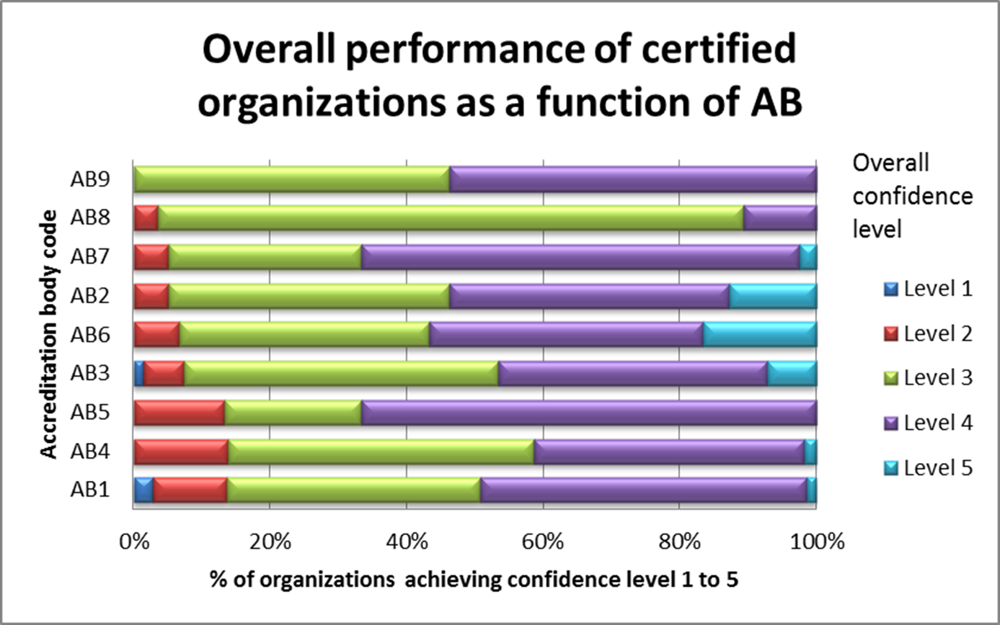 Overall performance of certified
organizations as a function of AB
Accreditation body code
AB9
AB8
AB7
AB2
AB6
AB3
AB5
AB4
AB1
0% 20% 40% 60% 80% 100%
% of organizations achieving confidence level 1 to 5
Overall
confidence
level
Level 1
Level 2
Level 3
Level 4
Level 5